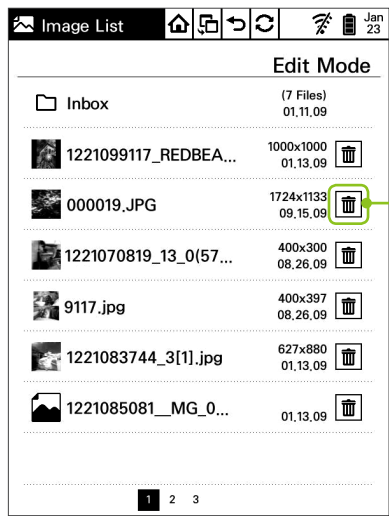 Image List
Jan
23
Edit Mode
Inbox
(7 Files)
01.11.09
1221099117_REDBEA...
1000x1000
01.13.09
000019.JPG
1724x1133
09.15.09
1221070819_13_0(57...
400x300
08.26.09
9117.jpg
400x397
08.26.09
1221083744_3[1].jpg
627x880
01.13.09
1221085081__MG_0...
01.13.09
1 2 3